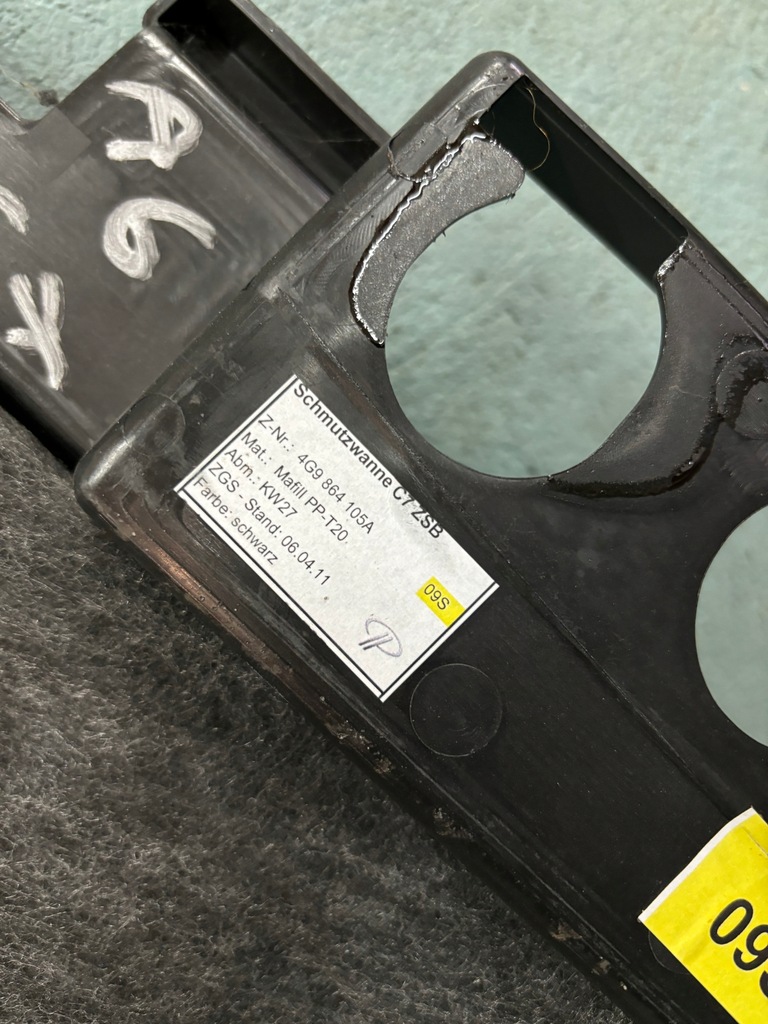 A6
Schmutzwanne C7 ZSB
Z-Nr.: 4G9 864 105A
Mat.: Mafill PP-T20
Abm.: KW27
ZGS - Stand: 06.04.11
Farbe: schwarz
09S